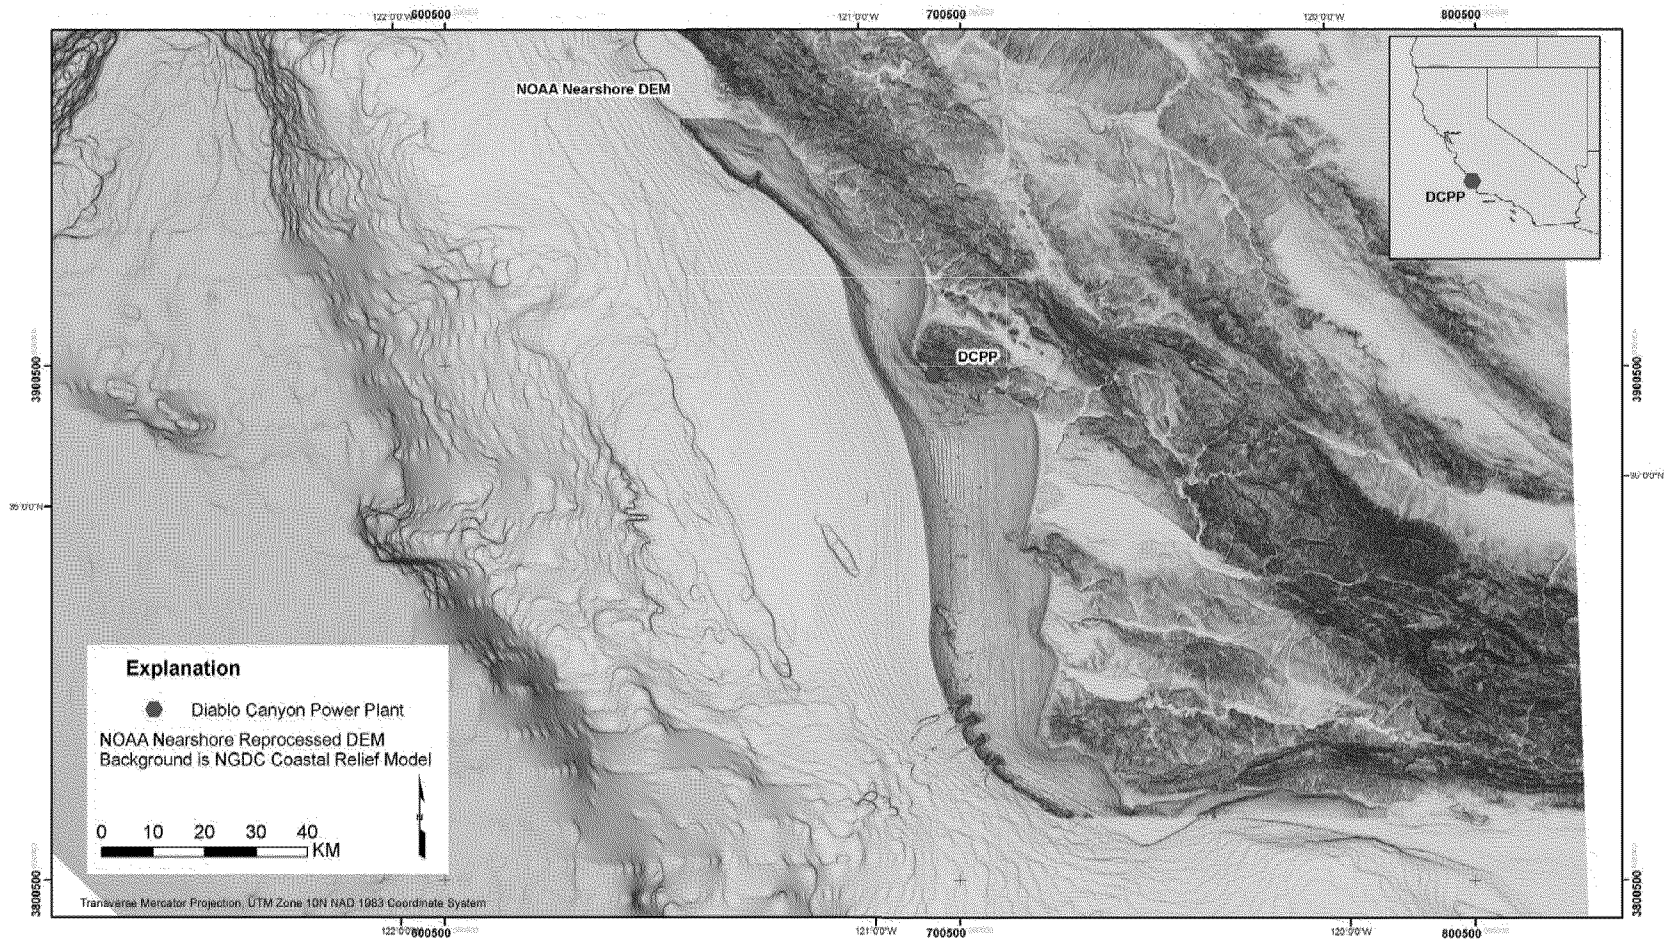 122°0'0"W
600500
121°0'0"W
700500
120°0'0"W
800500
NOAA Nearshore DEM
DCPP
DCPP
3900500
3900500
35°0'0"N
35°0'0"N
Explanation
Diablo Canyon Power Plant
NOAA Nearshore Reprocessed DEM
Background is NGDC Coastal Relief Model
N
0 10 20 30 40
KM
3800500
3800500
Transverse Mercator Projection, UTM Zone 10N NAD 1983 Coordinate System
122°0'0"W
600500
121°0'0"W
700500
120°0'0"W
800500